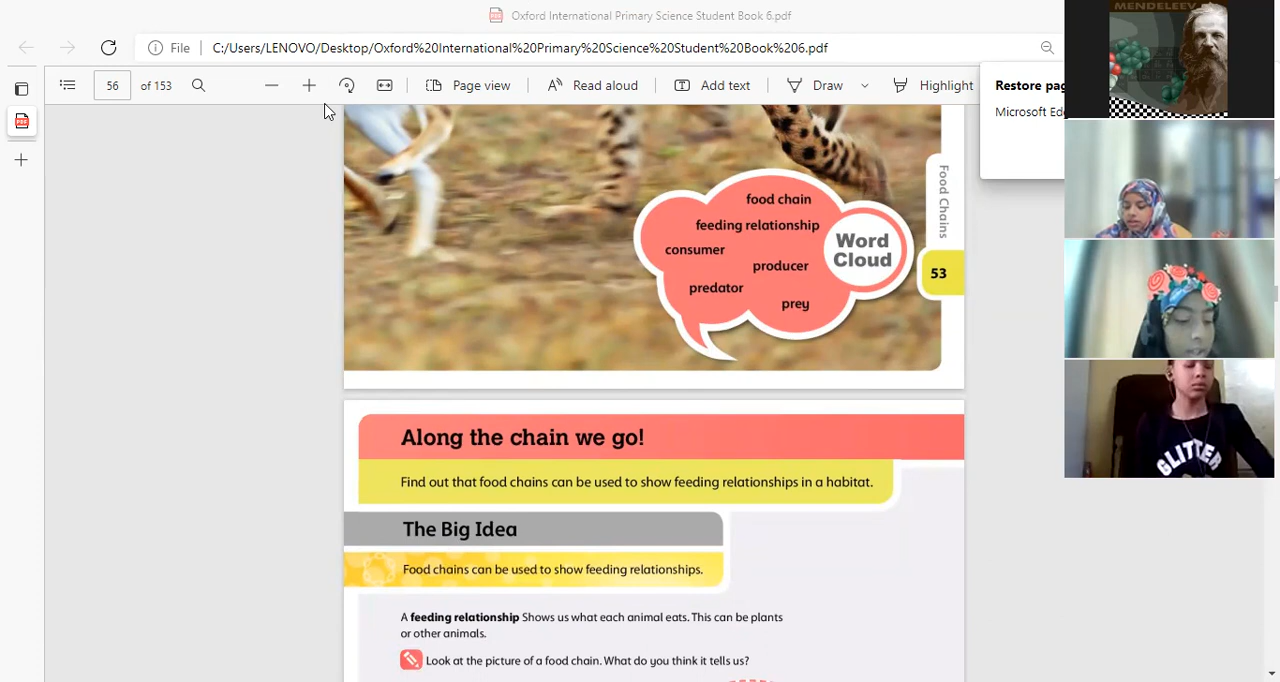 Oxford International Primary Science Student Book 6.pdf
File
C:/Users/LENOVO/Desktop/Oxford%20International%20Primary%20Science%20Student%20Book%206.pdf
56 of 153
Page view
Read aloud
Add text
Draw
Highlight
Restore pag
Microsoft Ed
MENDELEEV
food chain
feeding relationship
consumer
producer
predator
prey
Word
Cloud
Food Chains
53
Along the chain we go!
Find out that food chains can be used to show feeding relationships in a habitat.
The Big Idea
Food chains can be used to show feeding relationships.
A feeding relationship Shows us what each animal eats. This can be plants
or other animals.
Look at the picture of a food chain. What do you think it tells us?
GLITTER